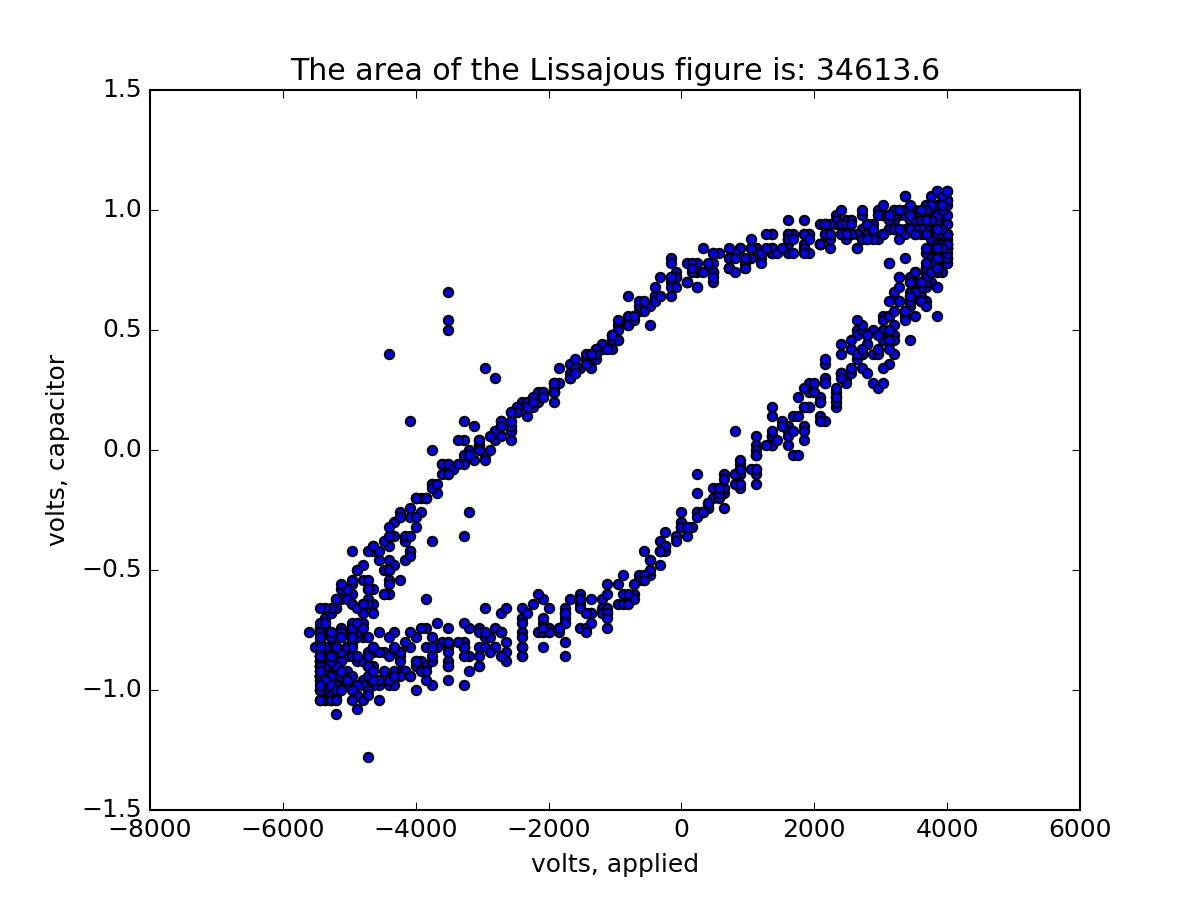 The area of the Lissajous figure is: 34613.6
1.5
1.0
0.5
0.0
−0.5
−1.0
−1.5
volts, capacitor
−8000 −6000 −4000 −2000 0 2000 4000 6000
volts, applied